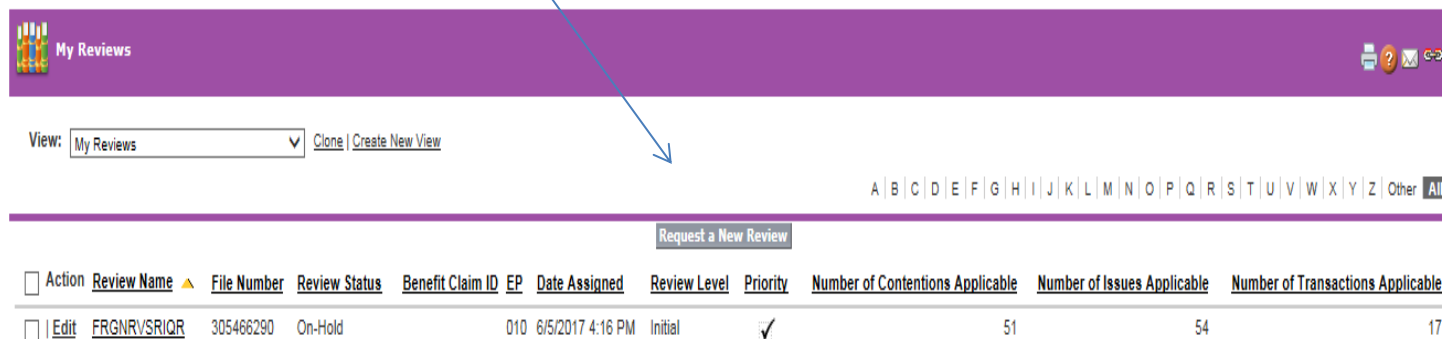 My Reviews
View: My Reviews Clone | Create New View
A | B | C | D | E | F | G | H | I | J | K | L | M | N | O | P | Q | R | S | T | U | V | W | X | Y | Z | Other All
Request a New Review
Action Review Name File Number Review Status Benefit Claim ID EP Date Assigned Review Level Priority Number of Contentions Applicable Number of Issues Applicable Number of Transactions Applicable
| Edit FRGNRVSRIQR 305466290 On-Hold 010 6/5/2017 4:16 PM Initial 51 54 17